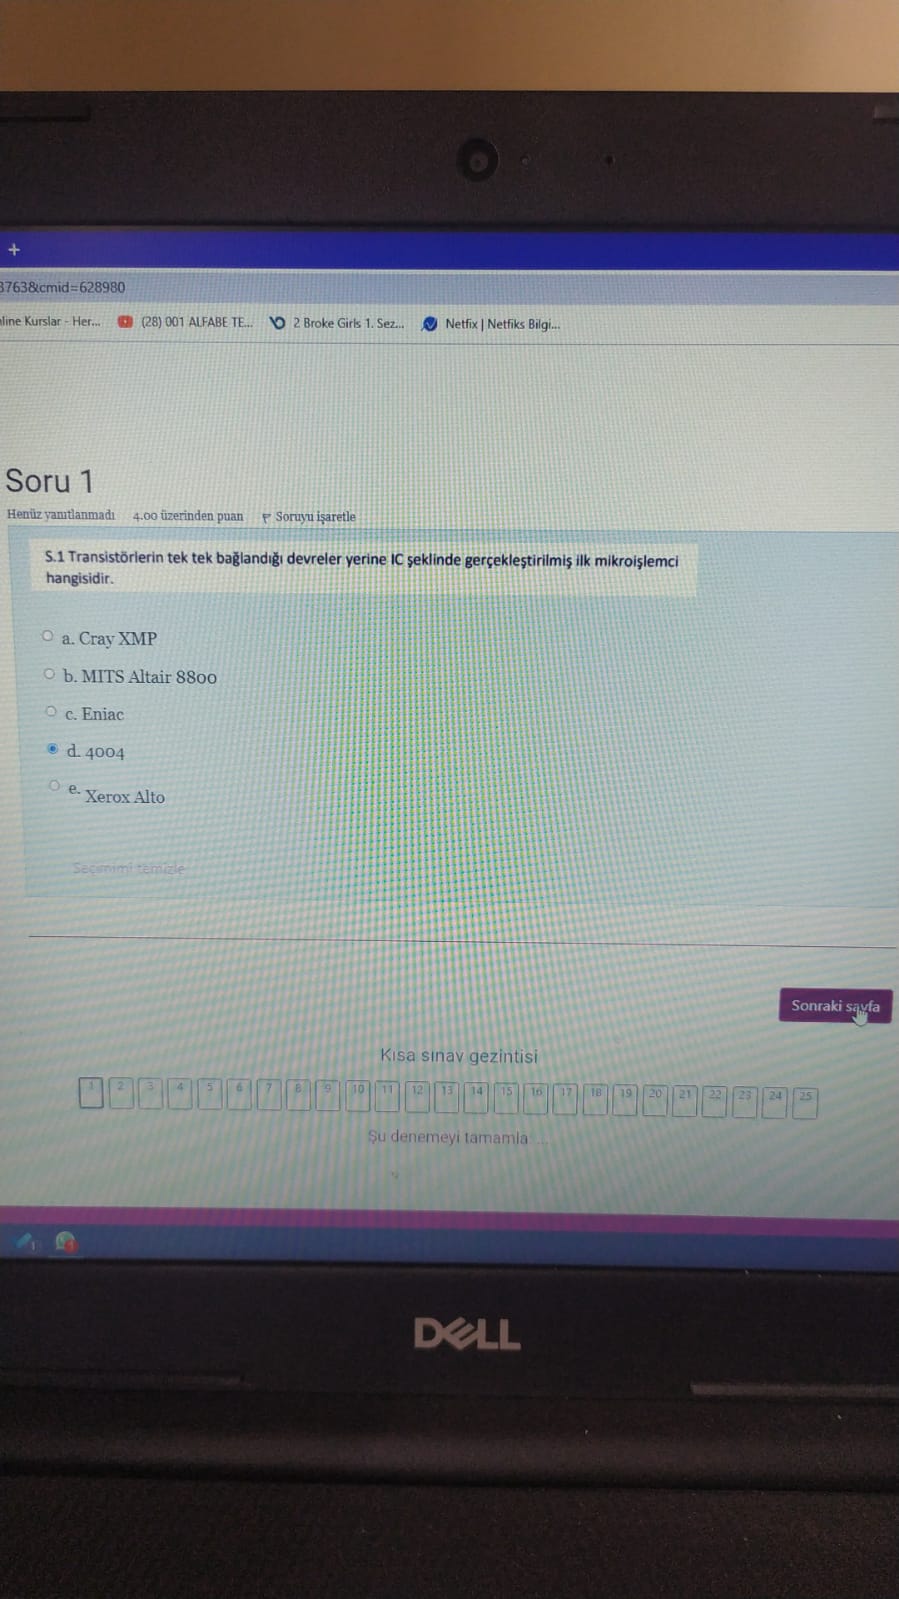 +
3763&cmid=628980
line Kurslar - Her...
(28) 001 ALFABE TE...
2 Broke Girls 1. Sez...
Netfix | Netfiks Bilgi...
Soru 1
Henüz yanıtlanmadı 4.00 üzerinden puan Soruyu işaretle
S.1 Transistörlerin tek tek bağlandığı devreler yerine IC şeklinde gerçekleştirilmiş ilk mikroişlemci
hangisidir.
a. Cray XMP
b. MITS Altair 8800
c. Eniac
d. 4004
e. Xerox Alto
Seçimimi temizle
Sonraki sayfa
Kısa sınav gezintisi
1 2 3 4 5 6 7 8 9 10 11 12 13 14 15 16 17 18 19 20 21 22 23 24 25
Şu denemeyi tamamla ...
1
DELL